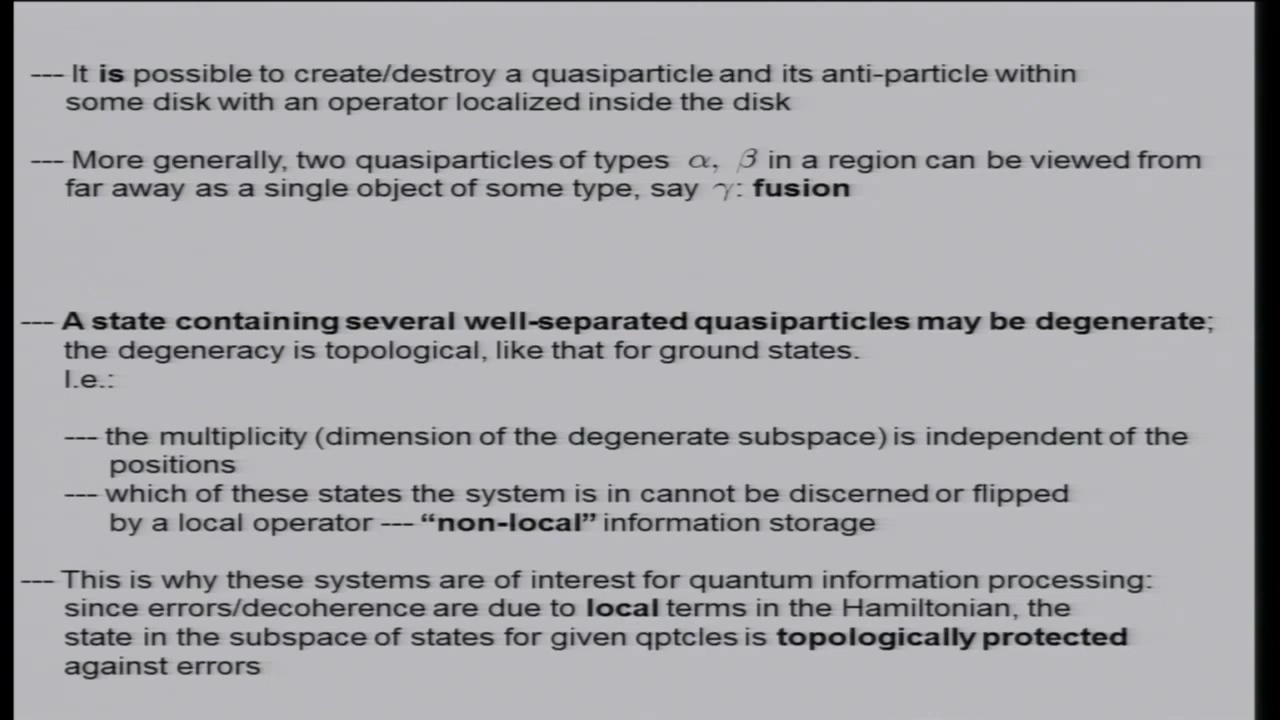 --- It is possible to create/destroy a quasiparticle and its anti-particle within
some disk with an operator localized inside the disk
--- More generally, two quasiparticles of types α, β in a region can be viewed from
far away as a single object of some type, say γ: fusion
--- A state containing several well-separated quasiparticles may be degenerate;
the degeneracy is topological, like that for ground states.
I.e.:
--- the multiplicity (dimension of the degenerate subspace) is independent of the
positions
--- which of these states the system is in cannot be discerned or flipped
by a local operator --- “non-local” information storage
--- This is why these systems are of interest for quantum information processing:
since errors/decoherence are due to local terms in the Hamiltonian, the
state in the subspace of states for given qptcles is topologically protected
against errors